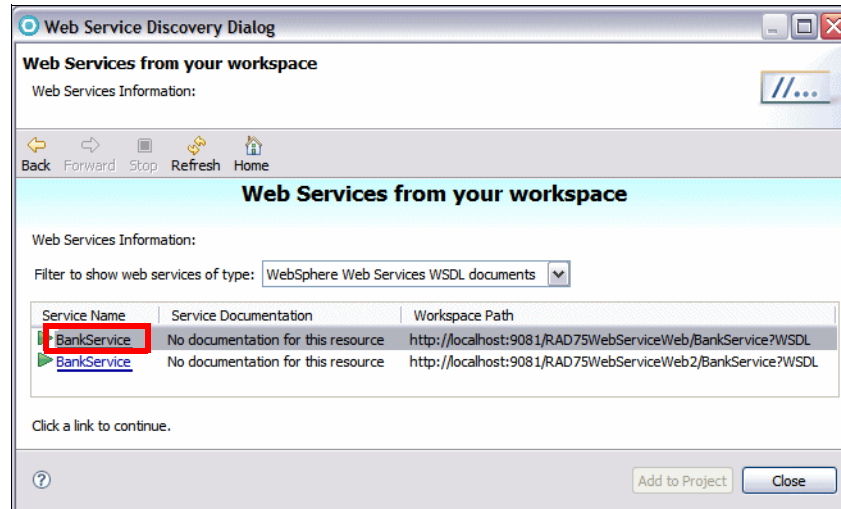 Web Service Discovery Dialog
Web Services from your workspace
Web Services Information:
//...
Back Forward Stop Refresh Home
Web Services from your workspace
Web Services Information:
Filter to show web services of type: WebSphere Web Services WSDL documents
Service Name Service Documentation Workspace Path
BankService No documentation for this resource http://localhost:9081/RAD75WebServiceWeb/BankService?WSDL
BankService No documentation for this resource http://localhost:9081/RAD75WebServiceWeb2/BankService?WSDL
Click a link to continue.
? Add to Project Close